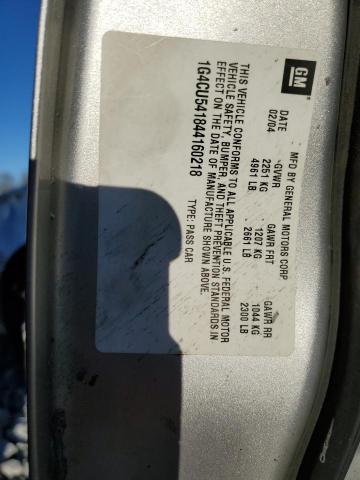 GM
MFD BY GENERAL MOTORS CORP
DATE GVWR GAWR FRT GAWR RR
02/04 2251 KG 1207 KG 1044 KG
4961 LB 2661 LB 2300 LB
THIS VEHICLE CONFORMS TO ALL APPLICABLE U.S. FEDERAL MOTOR
VEHICLE SAFETY, BUMPER, AND THEFT PREVENTION STANDARDS IN
EFFECT ON THE DATE OF MANUFACTURE SHOWN ABOVE.
1G4CU541844160218 TYPE: PASS CAR